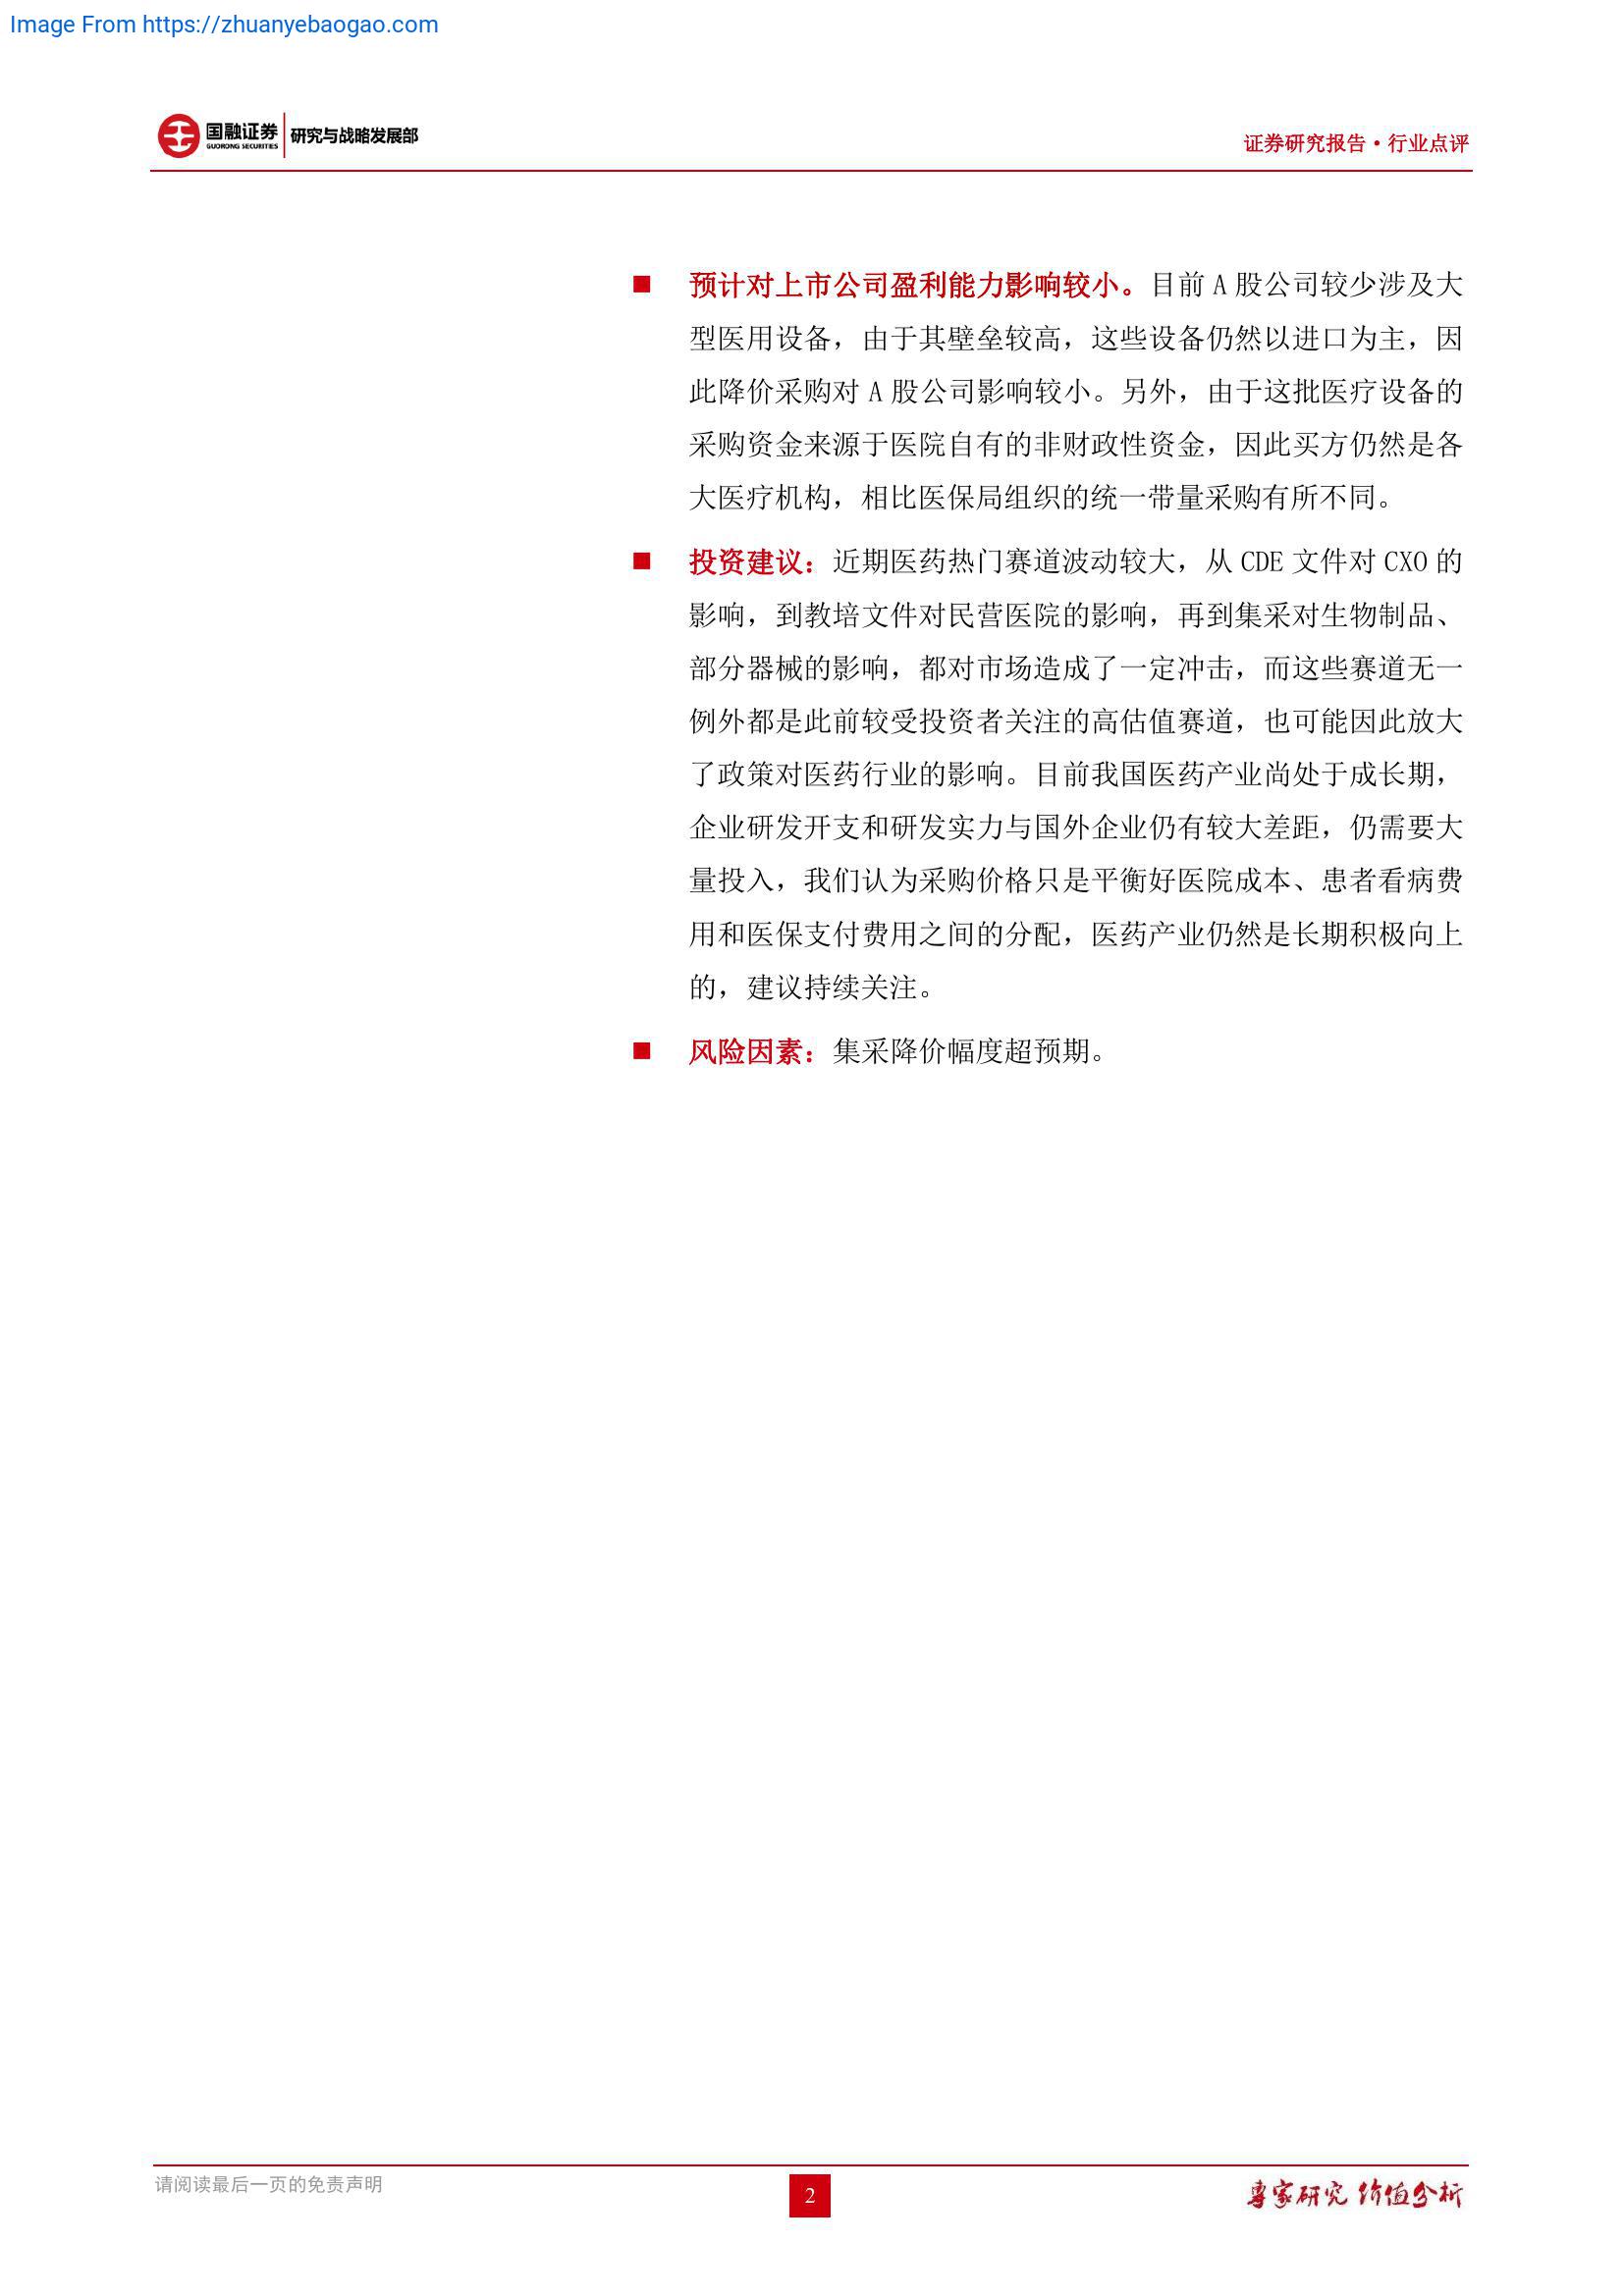 Image From https://zhuanyebaogao.com
国融证券
GUORONG SECURITIES
研究与战略发展部
证券研究报告·行业点评
预计对上市公司盈利能力影响较小。目前 A 股公司较少涉及大
型医用设备，由于其壁垒较高，这些设备仍然以进口为主，因
此降价采购对 A 股公司影响较小。另外，由于这批医疗设备的
采购资金来源于医院自有的非财政性资金，因此买方仍然是各
大医疗机构，相比医保局组织的统一带量采购有所不同。
投资建议：近期医药热门赛道波动较大，从 CDE 文件对 CXO 的
影响，到教培文件对民营医院的影响，再到集采对生物制品、
部分器械的影响，都对市场造成了一定冲击，而这些赛道无一
例外都是此前较受投资者关注的高估值赛道，也可能因此放大
了政策对医药行业的影响。目前我国医药产业尚处于成长期，
企业研发开支和研发实力与国外企业仍有较大差距，仍需要大
量投入，我们认为采购价格只是平衡好医院成本、患者看病费
用和医保支付费用之间的分配，医药产业仍然是长期积极向上
的，建议持续关注。
风险因素：集采降价幅度超预期。
请阅读最后一页的免责声明
2
專家研究 价值分析